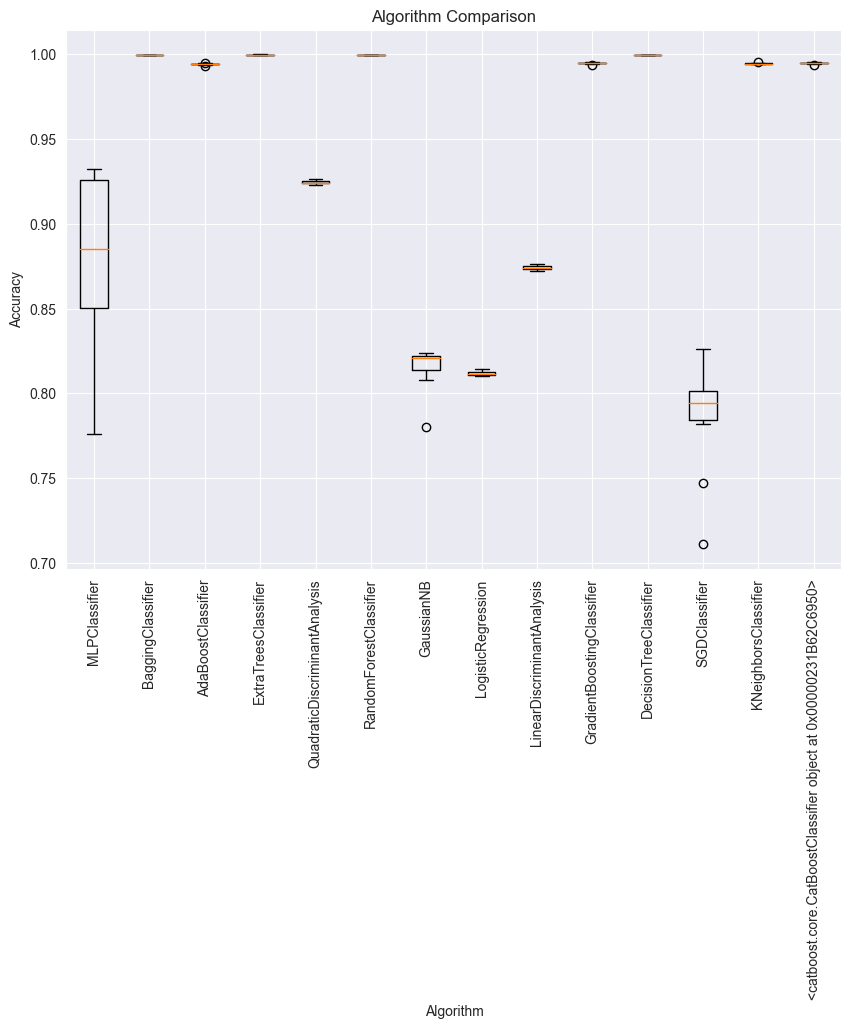 Algorithm Comparison
Accuracy
1.00
0.95
0.90
0.85
0.80
0.75
0.70
MLPClassifier
BaggingClassifier
AdaBoostClassifier
ExtraTreesClassifier
QuadraticDiscriminantAnalysis
RandomForestClassifier
GaussianNB
LogisticRegression
LinearDiscriminantAnalysis
GradientBoostingClassifier
DecisionTreeClassifier
SGDClassifier
KNeighborsClassifier
<catboost.core.CatBoostClassifier object at 0x00000231B62C6950>
Algorithm